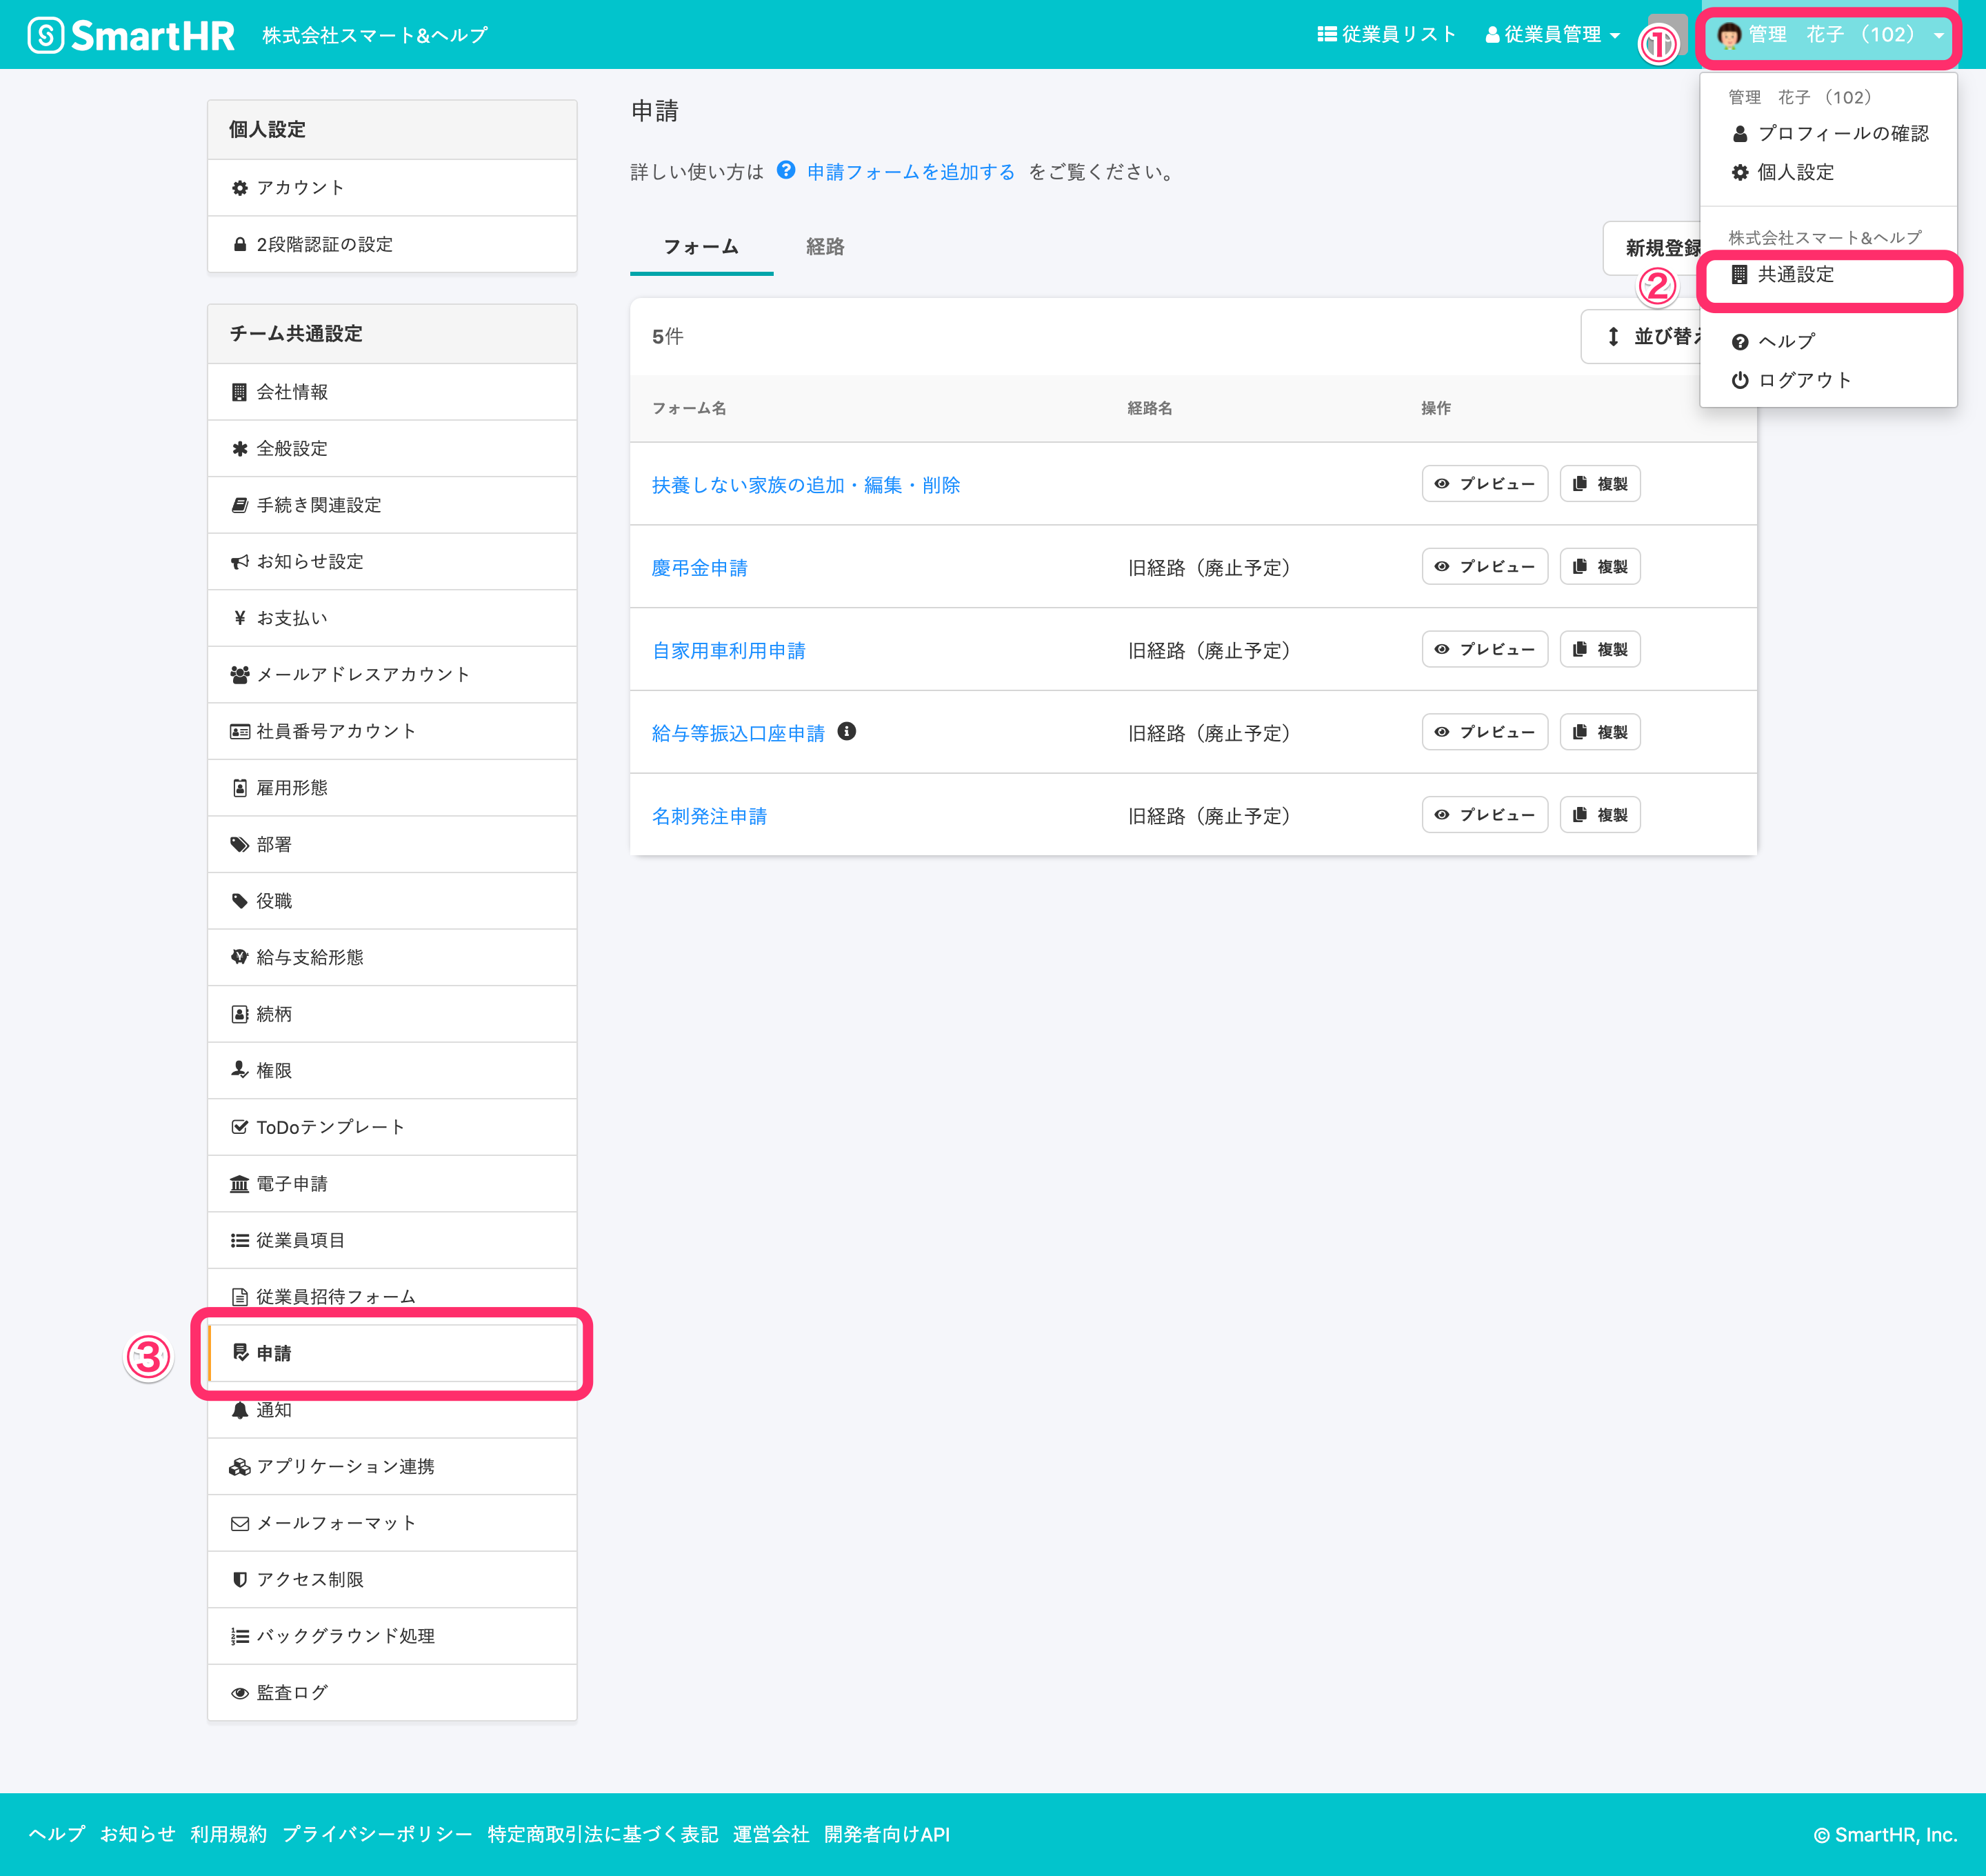 SmartHR 株式会社スマート&ヘルプ 従業員リスト 従業員管理 ① 管理 花子 （102）
管理 花子 （102）
プロフィールの確認
個人設定
株式会社スマート&ヘルプ
② 共通設定
ヘルプ
ログアウト
個人設定
アカウント
2段階認証の設定
チーム共通設定
会社情報
全般設定
手続き関連設定
お知らせ設定
お支払い
メールアドレスアカウント
社員番号アカウント
雇用形態
部署
役職
給与支給形態
続柄
権限
ToDoテンプレート
電子申請
従業員項目
従業員招待フォーム
③ 申請
通知
アプリケーション連携
メールフォーマット
アクセス制限
バックグラウンド処理
監査ログ
申請
詳しい使い方は 申請フォームを追加する をご覧ください。
フォーム 経路 新規登録
5件 並び替え
フォーム名 経路名 操作
扶養しない家族の追加・編集・削除 プレビュー 複製
慶弔金申請 旧経路（廃止予定） プレビュー 複製
自家用車利用申請 旧経路（廃止予定） プレビュー 複製
給与等振込口座申請 旧経路（廃止予定） プレビュー 複製
名刺発注申請 旧経路（廃止予定） プレビュー 複製
ヘルプ お知らせ 利用規約 プライバシーポリシー 特定商取引法に基づく表記 運営会社 開発者向けAPI © SmartHR, Inc.